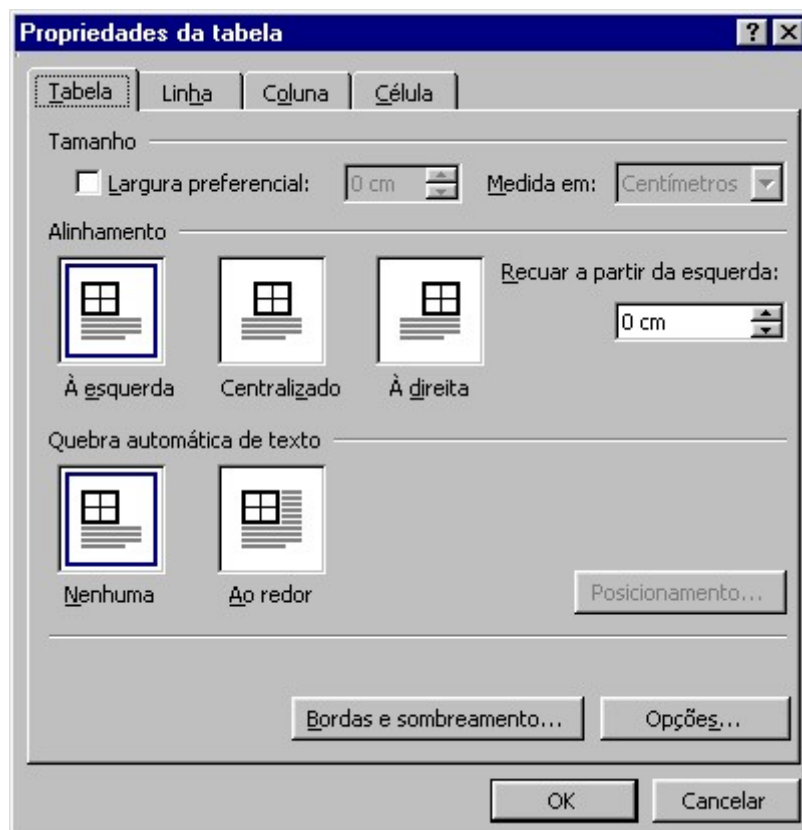 Propriedades da tabela
Tabela Linha Coluna Célula
Tamanho
Largura preferencial: 0 cm Medida em: Centímetros
Alinhamento
Recuar a partir da esquerda:
0 cm
À esquerda Centralizado À direita
Quebra automática de texto
Nenhuma Ao redor
Posicionamento...
Bordas e sombreamento... Opções...
OK Cancelar